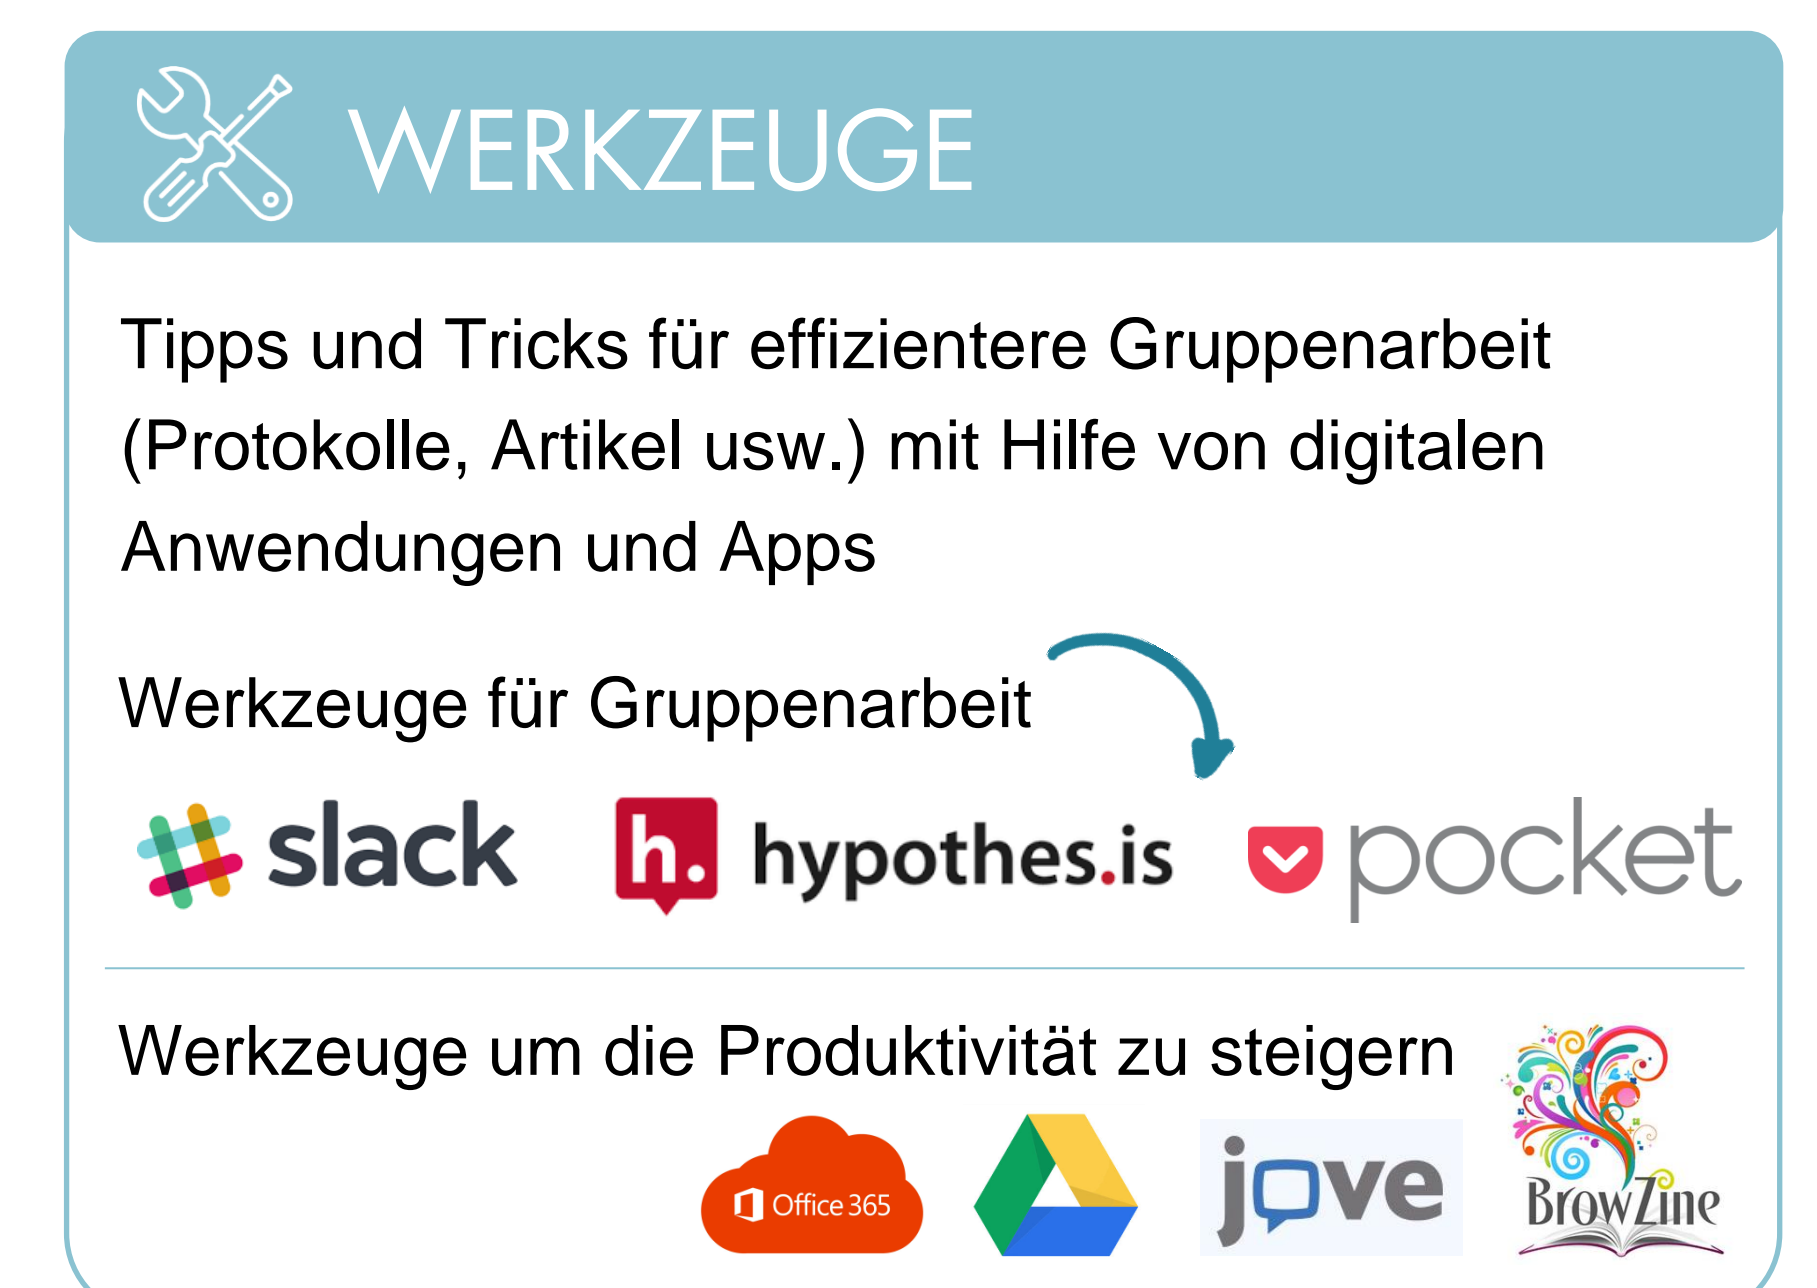 WERKZEUGE
Tipps und Tricks für effizientere Gruppenarbeit
(Protokolle, Artikel usw.) mit Hilfe von digitalen
Anwendungen und Apps
Werkzeuge für Gruppenarbeit
slack h. hypothes.is pocket
Werkzeuge um die Produktivität zu steigern
Office 365 jove BrowZine